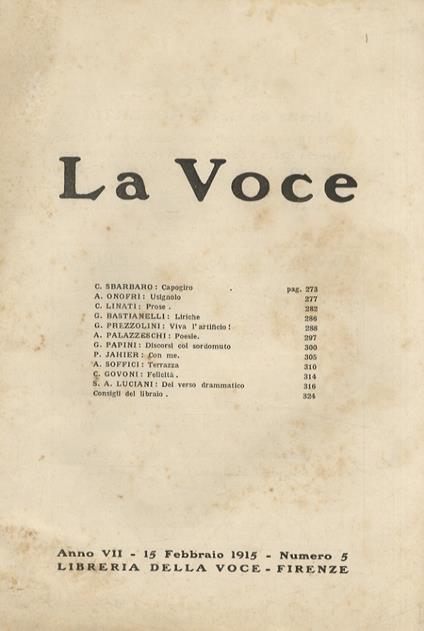 La Voce
C. SBARBARO: Capogiro . pag. 273
A. ONOFRI: Usignolo 277
C. LINATI: Prose . 282
G. BASTIANELLI: Liriche 286
G. PREZZOLINI: Viva l'artificio! 288
A. PALAZZESCHI: Poesie. 297
G. PAPINI: Discorsi col sordomuto 300
P. JAHIER: Con me. 305
A. SOFFICI: Terrazza 310
C. GOVONI: Felicità . 314
S. A. LUCIANI: Del verso drammatico 316
Consigli del libraio . 324
Anno VII - 15 Febbraio 1915 - Numero 5
LIBRERIA DELLA VOCE - FIRENZE